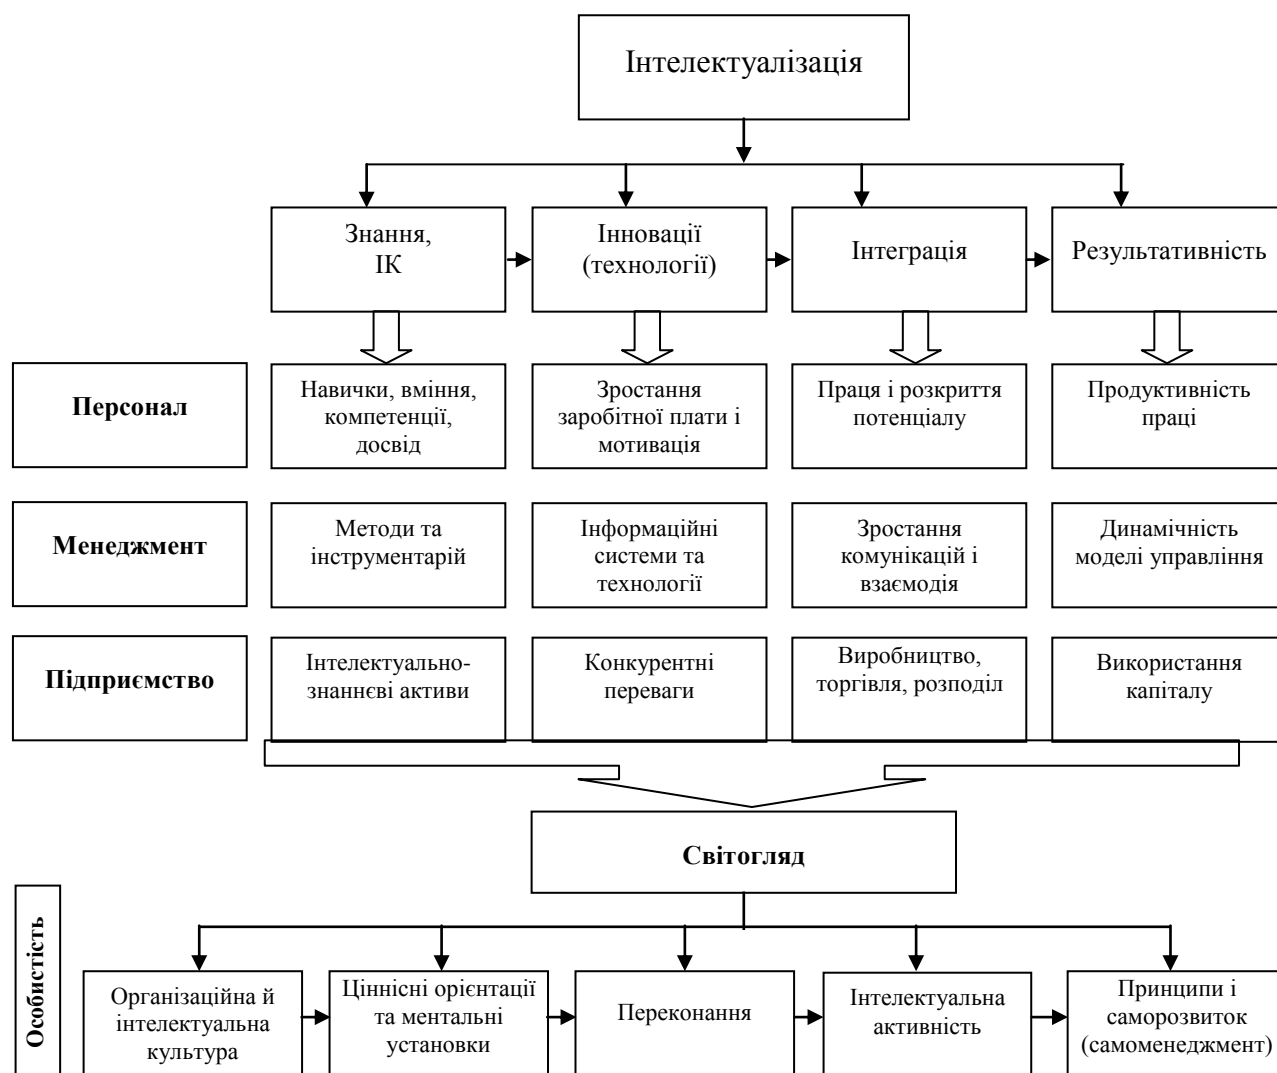 Інтелектуалізація
Знання,
ІК
Інновації
(технології)
Інтеграція
Результативність
Персонал
Навички, вміння,
компетенції,
досвід
Зростання
заробітної плати і
мотивація
Праця і розкриття
потенціалу
Продуктивність
праці
Менеджмент
Методи та
інструментарій
Інформаційні
системи та
технології
Зростання
комунікацій і
взаємодія
Динамічність
моделі управління
Підприємство
Інтелектуально-
знаннєві активи
Конкурентні
переваги
Виробництво,
торгівля, розподіл
Використання
капіталу
Світогляд
Особистість
Організаційна й
інтелектуальна
культура
Ціннісні орієнтації
та ментальні
установки
Переконання
Інтелектуальна
активність
Принципи і
саморозвиток
(самоменеджмент)